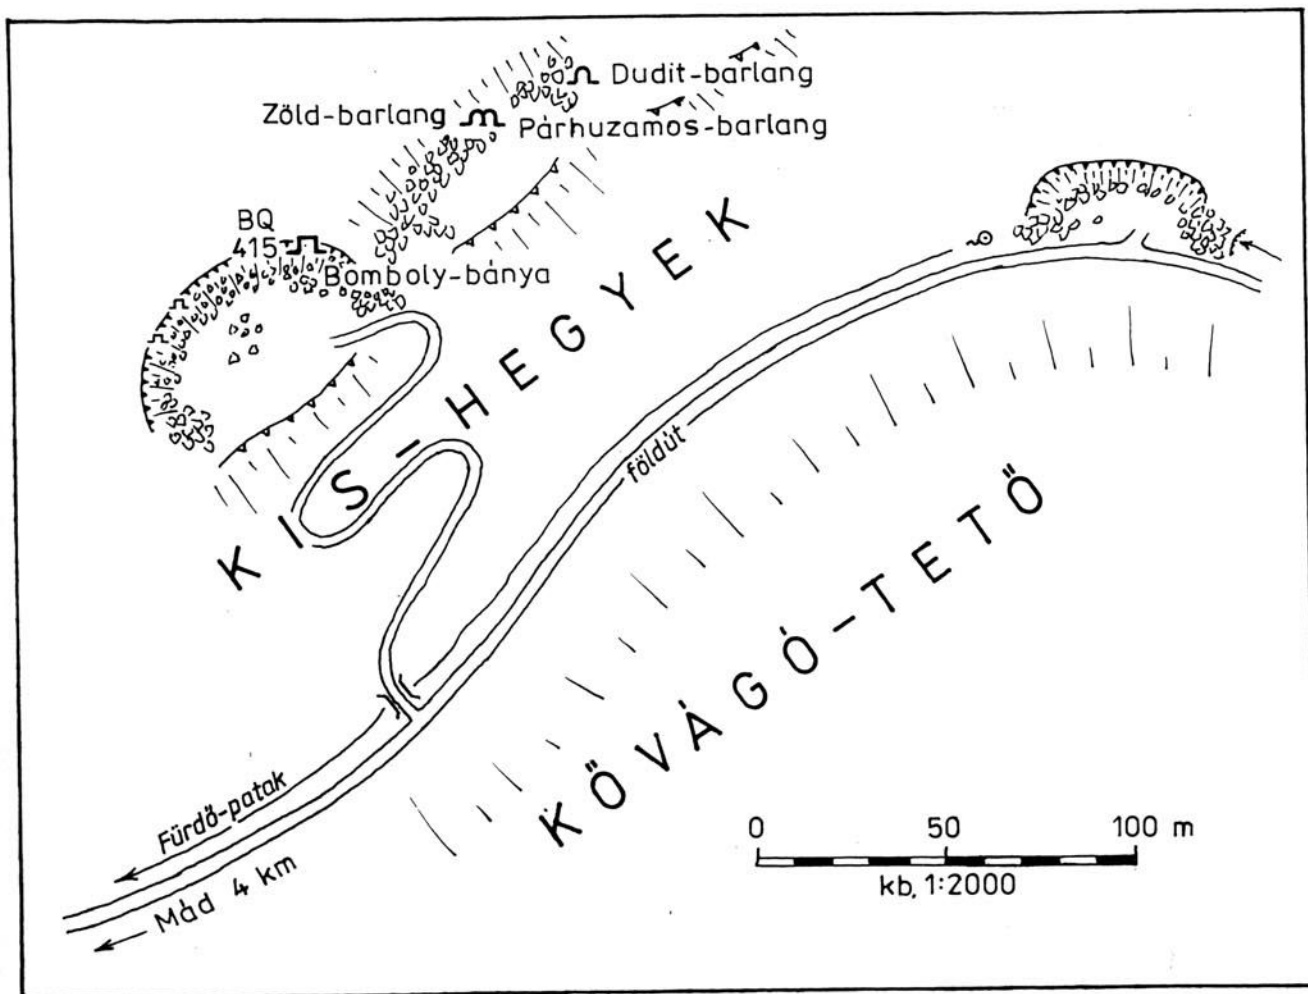 Dudit-barlang
Zöld-barlang
Párhuzamos-barlang
BQ
415
Bomboly-bánya
KIS-HEGYEK
földút
KŐVÁGÓ-TETŐ
Fürdő-patak
Mád 4 km
0 50 100 m
kb. 1:2000